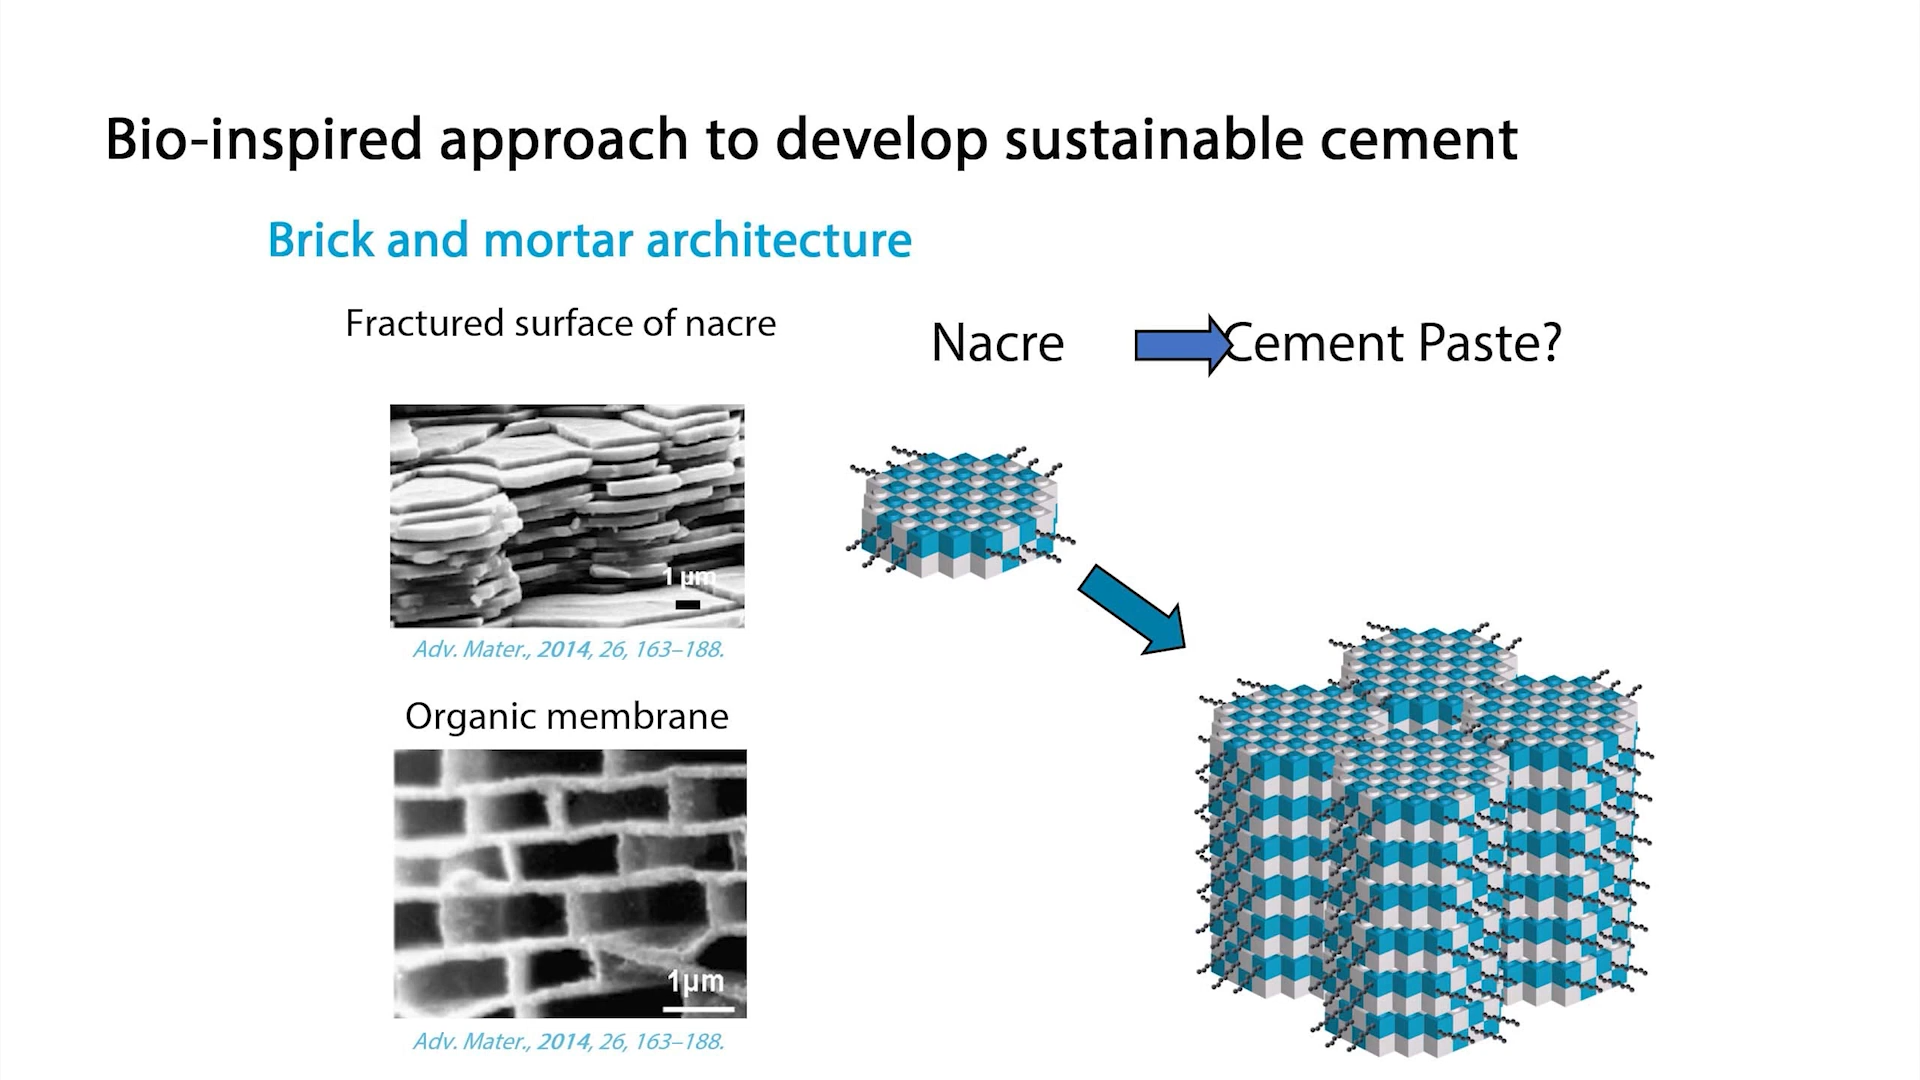 Bio-inspired approach to develop sustainable cement
Brick and mortar architecture
Fractured surface of nacre
Nacre
Cement Paste?
1 µm
Adv. Mater., 2014, 26, 163–188.
Organic membrane
1µm
Adv. Mater., 2014, 26, 163–188.